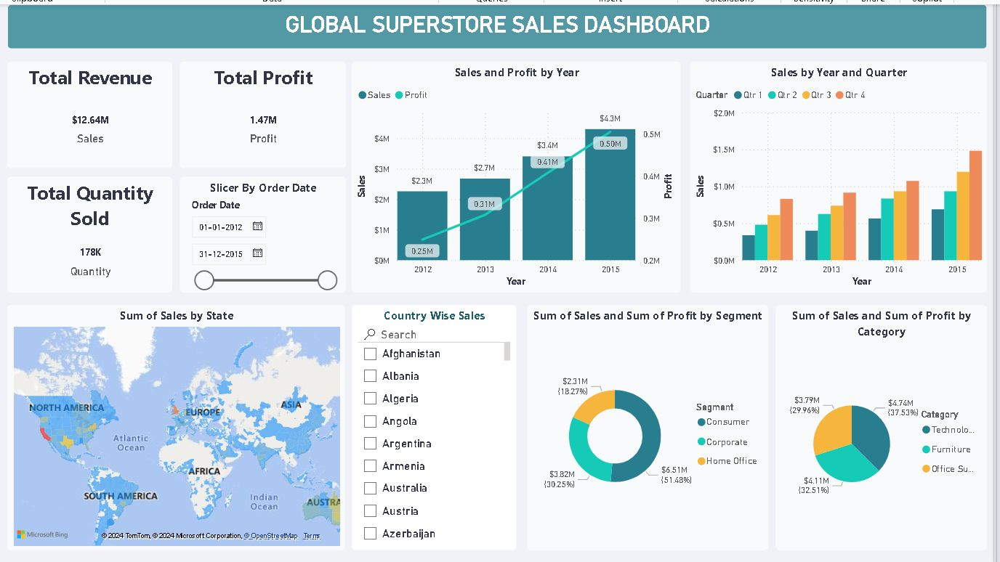 GLOBAL SUPERSTORE SALES DASHBOARD
Total Revenue
$12.64M
Sales
Total Profit
1.47M
Profit
Total Quantity
Sold
178K
Quantity
Slicer By Order Date
Order Date
01-01-2012
31-12-2015
Sales and Profit by Year
Sales Profit
$4M
$3M
$2M
$1M
$0M
Sales
$2.3M
$2.7M
$3.4M
$4.3M
0.25M
0.31M
0.41M
0.50M
0.5M
0.4M
0.3M
0.2M
Profit
2012 2013 2014 2015
Year
Sales by Year and Quarter
Quarter Qtr 1 Qtr 2 Qtr 3 Qtr 4
$2.0M
$1.5M
$1.0M
$0.5M
$0.0M
Sales
2012 2013 2014 2015
Year
Sum of Sales by State
NORTH AMERICA
EUROPE
ASIA
Atlantic
Ocean
AFRICA
SOUTH AMERICA
Indian
Ocean
AUSTRA
Microsoft Bing
© 2024 TomTom, © 2024 Microsoft Corporation, © OpenStreetMap Terms
Country Wise Sales
Search
Afghanistan
Albania
Algeria
Angola
Argentina
Armenia
Australia
Austria
Azerbaijan
Sum of Sales and Sum of Profit by Segment
$2.31M
(18.27%)
$3.82M
(30.25%)
$6.51M
(51.48%)
Segment
Consumer
Corporate
Home Office
Sum of Sales and Sum of Profit by
Category
$3.79M
(29.96%)
$4.74M
(37.53%)
$4.11M
(32.51%)
Category
Technolo...
Furniture
Office Su...